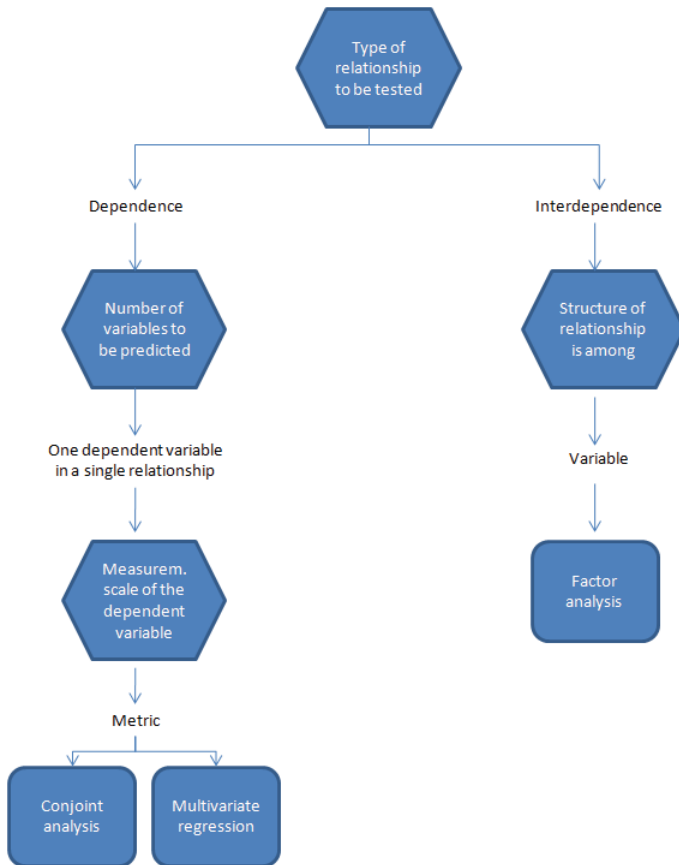 Type of
relationship
to be tested
Dependence
Interdependence
Number of
variables to
be predicted
Structure of
relationship
is among
One dependent variable
in a single relationship
Variable
Measurem.
scale of the
dependent
variable
Factor
analysis
Metric
Conjoint
analysis
Multivariate
regression